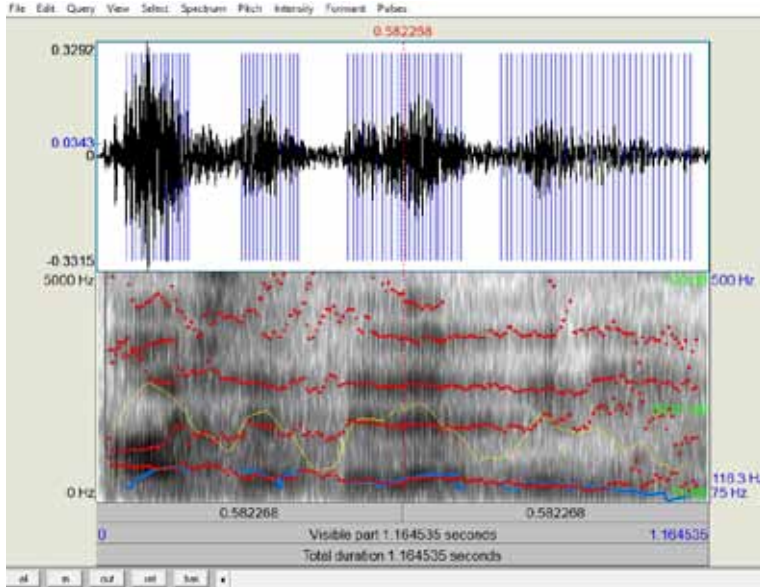 File Edit Query View Select Spectrum Pitch Intensity Formant Pulses
0.582268
0.3292
0.0343
0
-0.3315
5000 Hz 500 Hz
118.3 Hz
0 Hz 75 Hz
0.582268 0.582268
0 Visible part 1.164535 seconds 1.164535
Total duration 1.164535 seconds
all in out sel bak